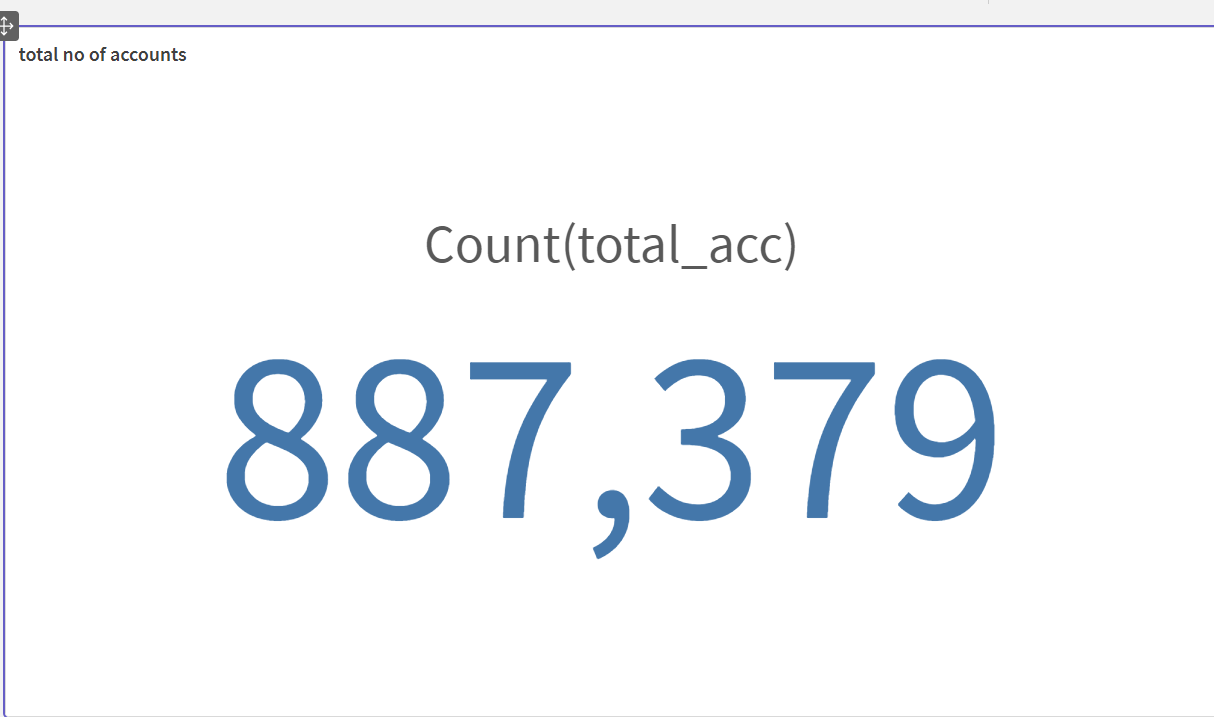 total no of accounts
Count(total_acc)
887,379